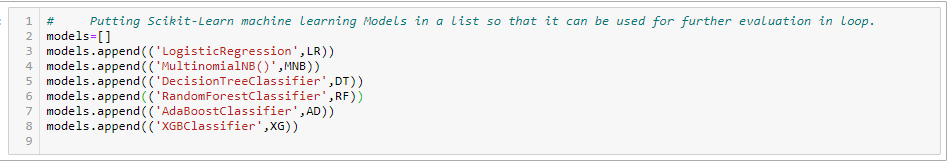 1 #     Putting Scikit-Learn machine learning Models in a list so that it can be used for further evaluation in loop.
2 models=[]
3 models.append(('LogisticRegression',LR))
4 models.append(('MultinomialNB()',MNB))
5 models.append(('DecisionTreeClassifier',DT))
6 models.append(('RandomForestClassifier',RF))
7 models.append(('AdaBoostClassifier',AD))
8 models.append(('XGBClassifier',XG))
9